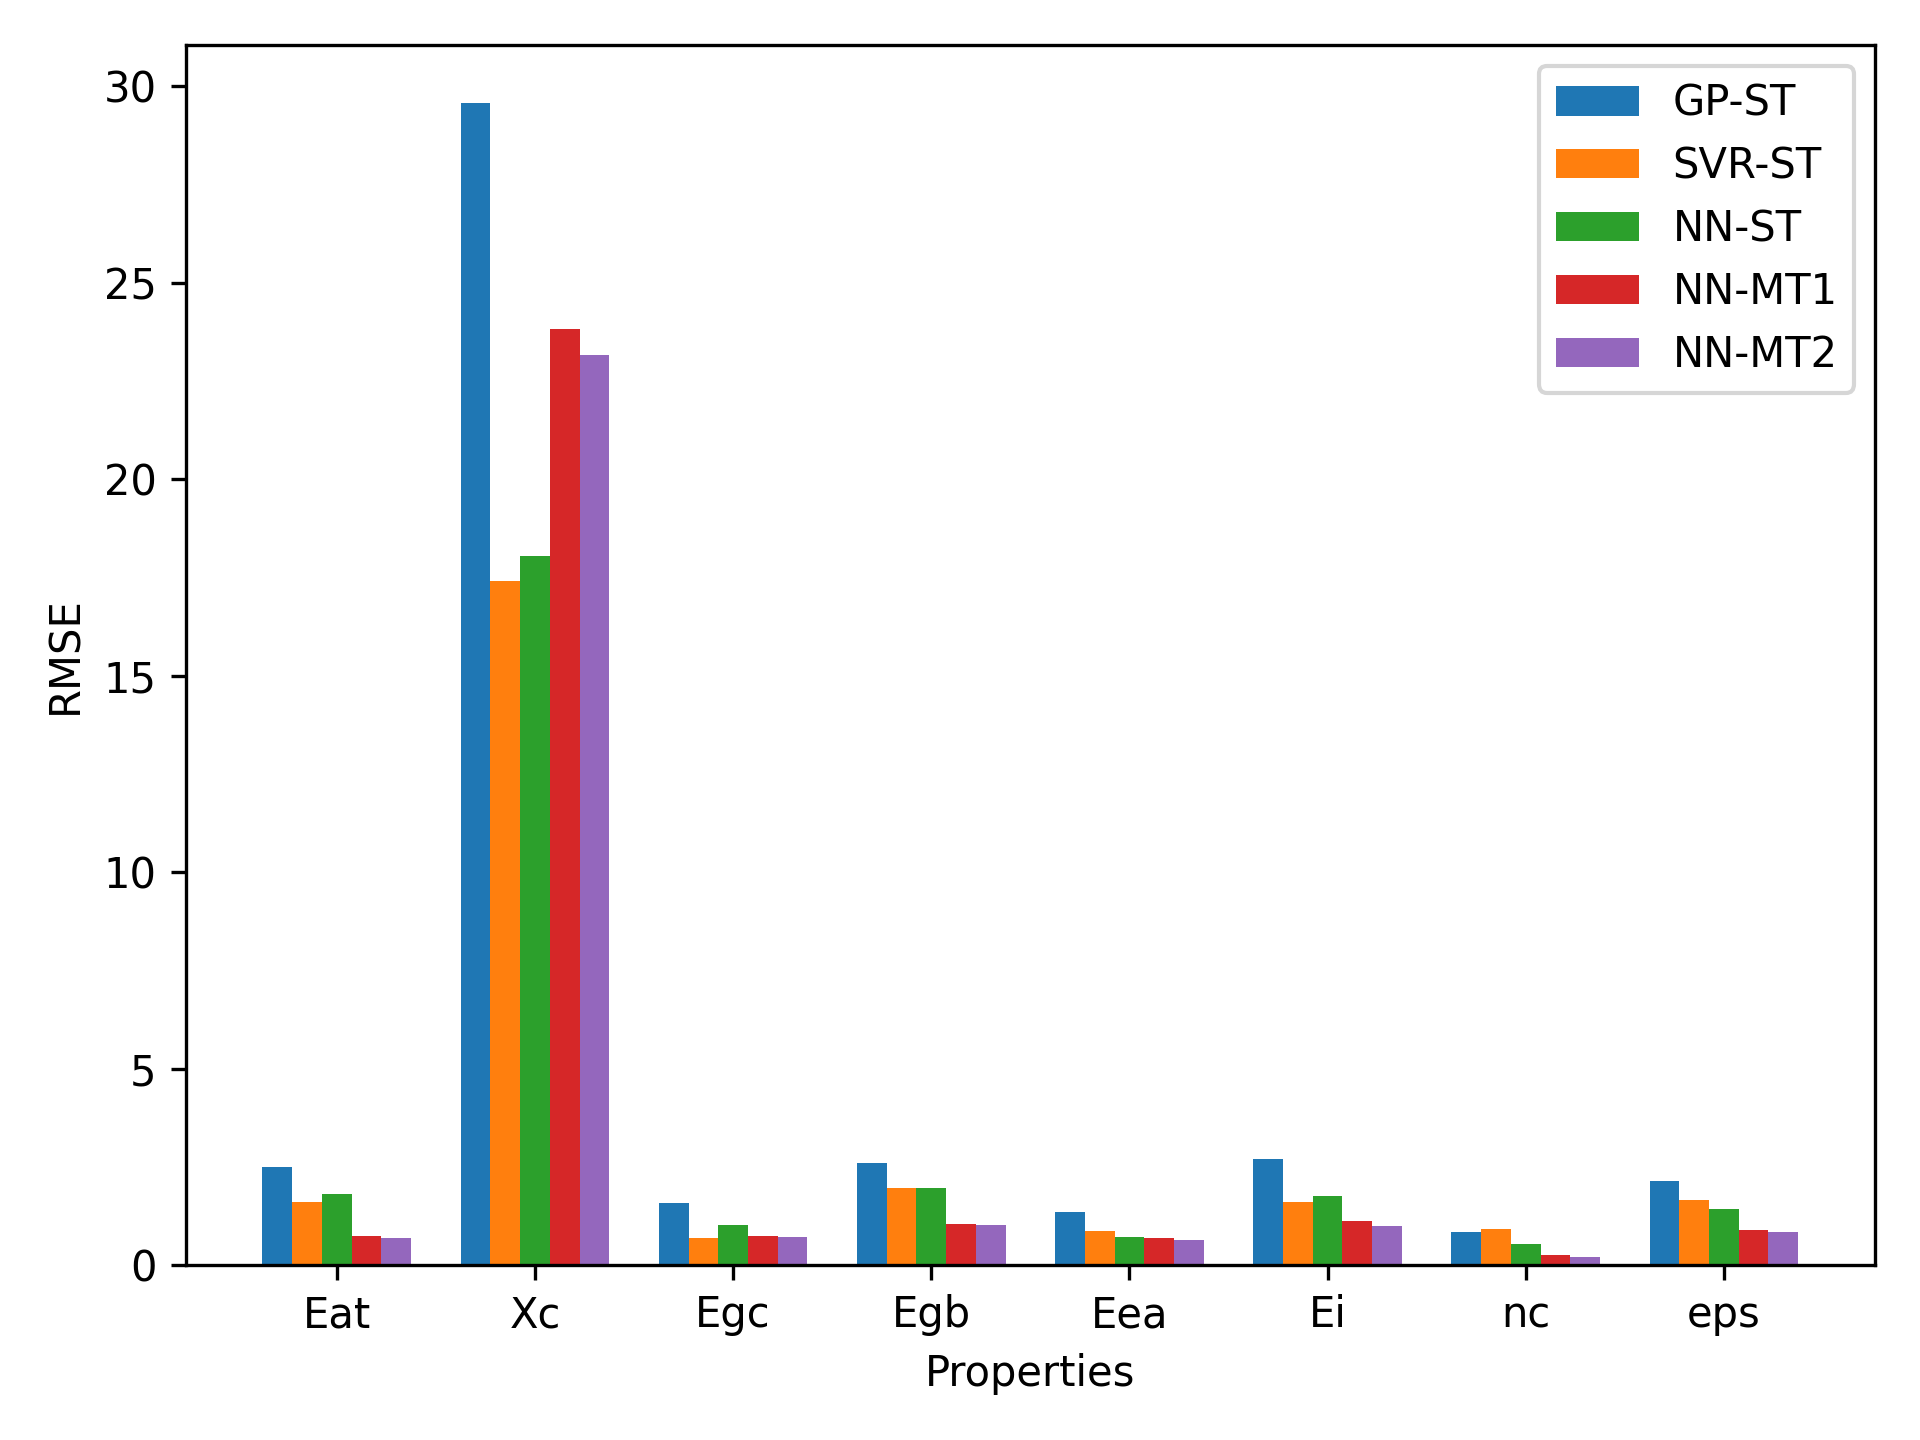 30
25
20
15
10
5
0
RMSE
Eat Xc Egc Egb Eea Ei nc eps
Properties
GP-ST
SVR-ST
NN-ST
NN-MT1
NN-MT2